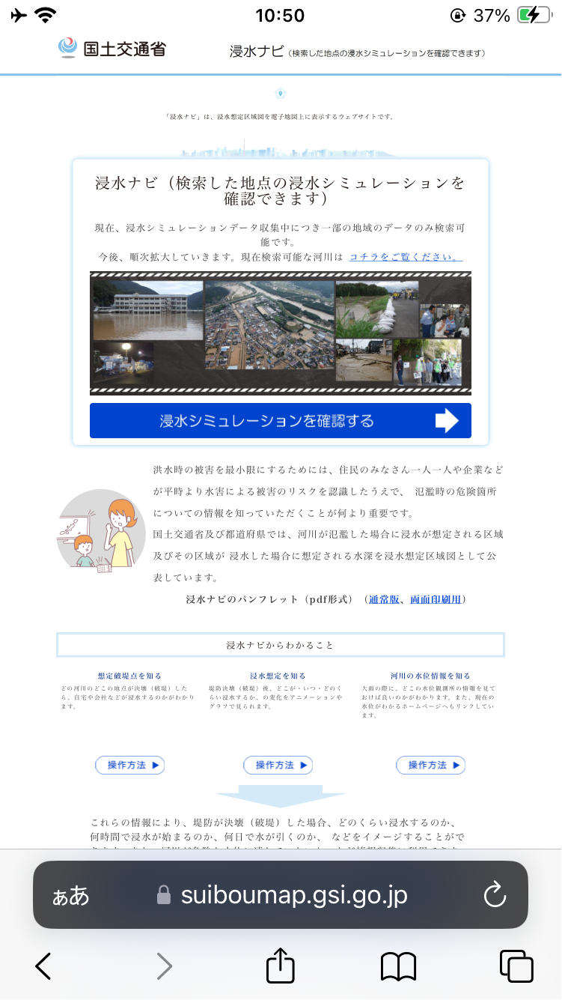 10:50
37%
国土交通省
浸水ナビ（検索した地点の浸水シミュレーションを確認できます）
「浸水ナビ」は、浸水想定区域図を電子地図上に表示するウェブサイトです。
浸水ナビ（検索した地点の浸水シミュレーションを
確認できます）
現在、浸水シミュレーションデータ収集中につき一部の地域のデータのみ検索可
能です。
今後、順次拡大していきます。現在検索可能な河川は コチラをご覧ください。
浸水シミュレーションを確認する
洪水時の被害を最小限にするためには、住民のみなさん一人一人や企業など
が平時より水害による被害のリスクを認識したうえで、 氾濫時の危険箇所
についての情報を知っていただくことが何より重要です。
国土交通省及び都道府県では、河川が氾濫した場合に浸水が想定される区域
及びその区域が 浸水した場合に想定される水深を浸水想定区域図として公
表しています。
浸水ナビのパンフレット（pdf形式）（通常版、両面印刷用）
浸水ナビからわかること
想定破堤点を知る
どの河川のどこの地点が決壊（破堤）した
ら、自宅や会社などが浸水するのかがわかり
ます。
操作方法
浸水想定を知る
堤防決壊（破堤）後、どこが・いつ・どのく
らい浸水するか、の変化をアニメーションや
グラフで見られます。
操作方法
河川の水位情報を知る
大雨の際に、どこの水位観測所の情報を見て
おけば良いのかがわかります。また、現在の
水位がわかるホームページへもリンクしてい
ます。
操作方法
これらの情報により、堤防が決壊（破堤）した場合、どのくらい浸水するのか、
何時間で浸水が始まるのか、何日で水が引くのか、 などをイメージすることがで
ぁあ
suiboumap.gsi.go.jp